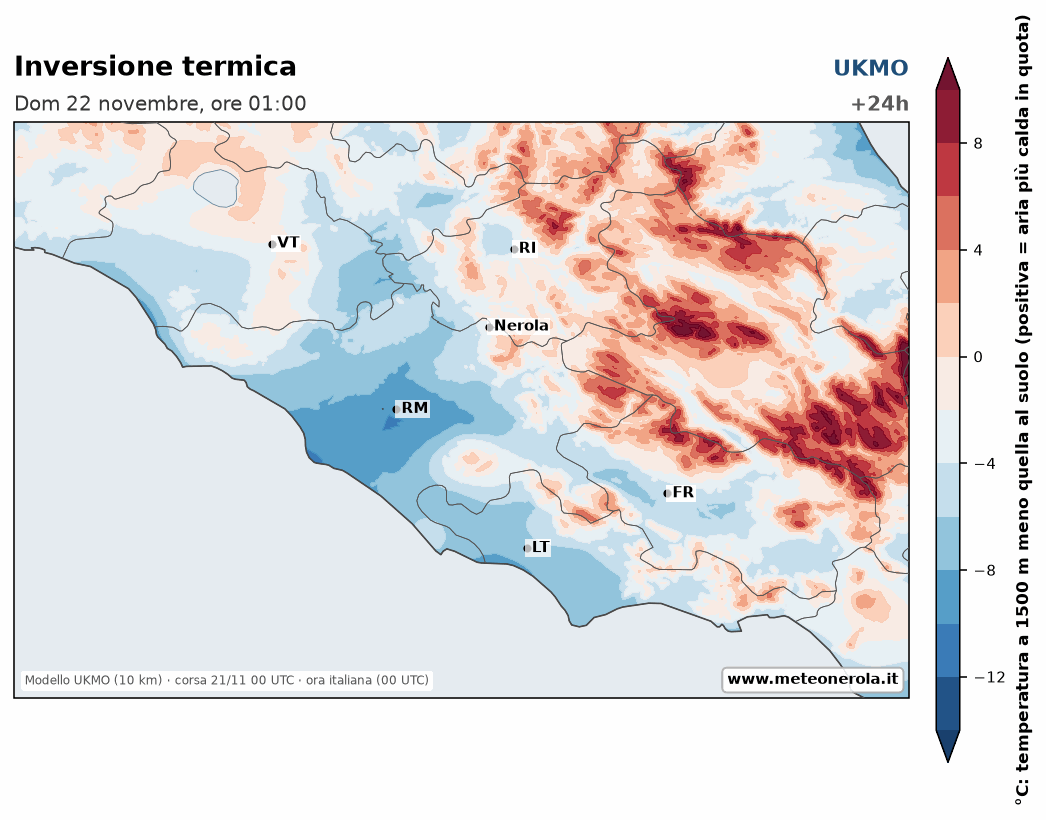 Inversione termica
UKMO
Dom 22 novembre, ore 01:00
+24h
VT
RI
Nerola
RM
FR
LT
8
4
0
−4
−8
−12
°C: temperatura a 1500 m meno quella al suolo (positiva = aria più calda in quota)
Modello UKMO (10 km) · corsa 21/11 00 UTC · ora italiana (00 UTC)
www.meteonerola.it